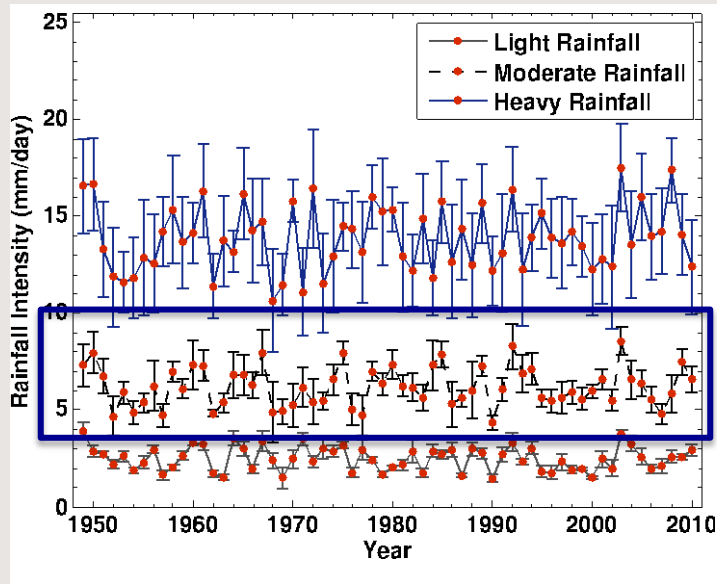 25
20
15
10
5
0
Rainfall Intensity (mm/day)
Light Rainfall
Moderate Rainfall
Heavy Rainfall
1950 1960 1970 1980 1990 2000 2010
Year